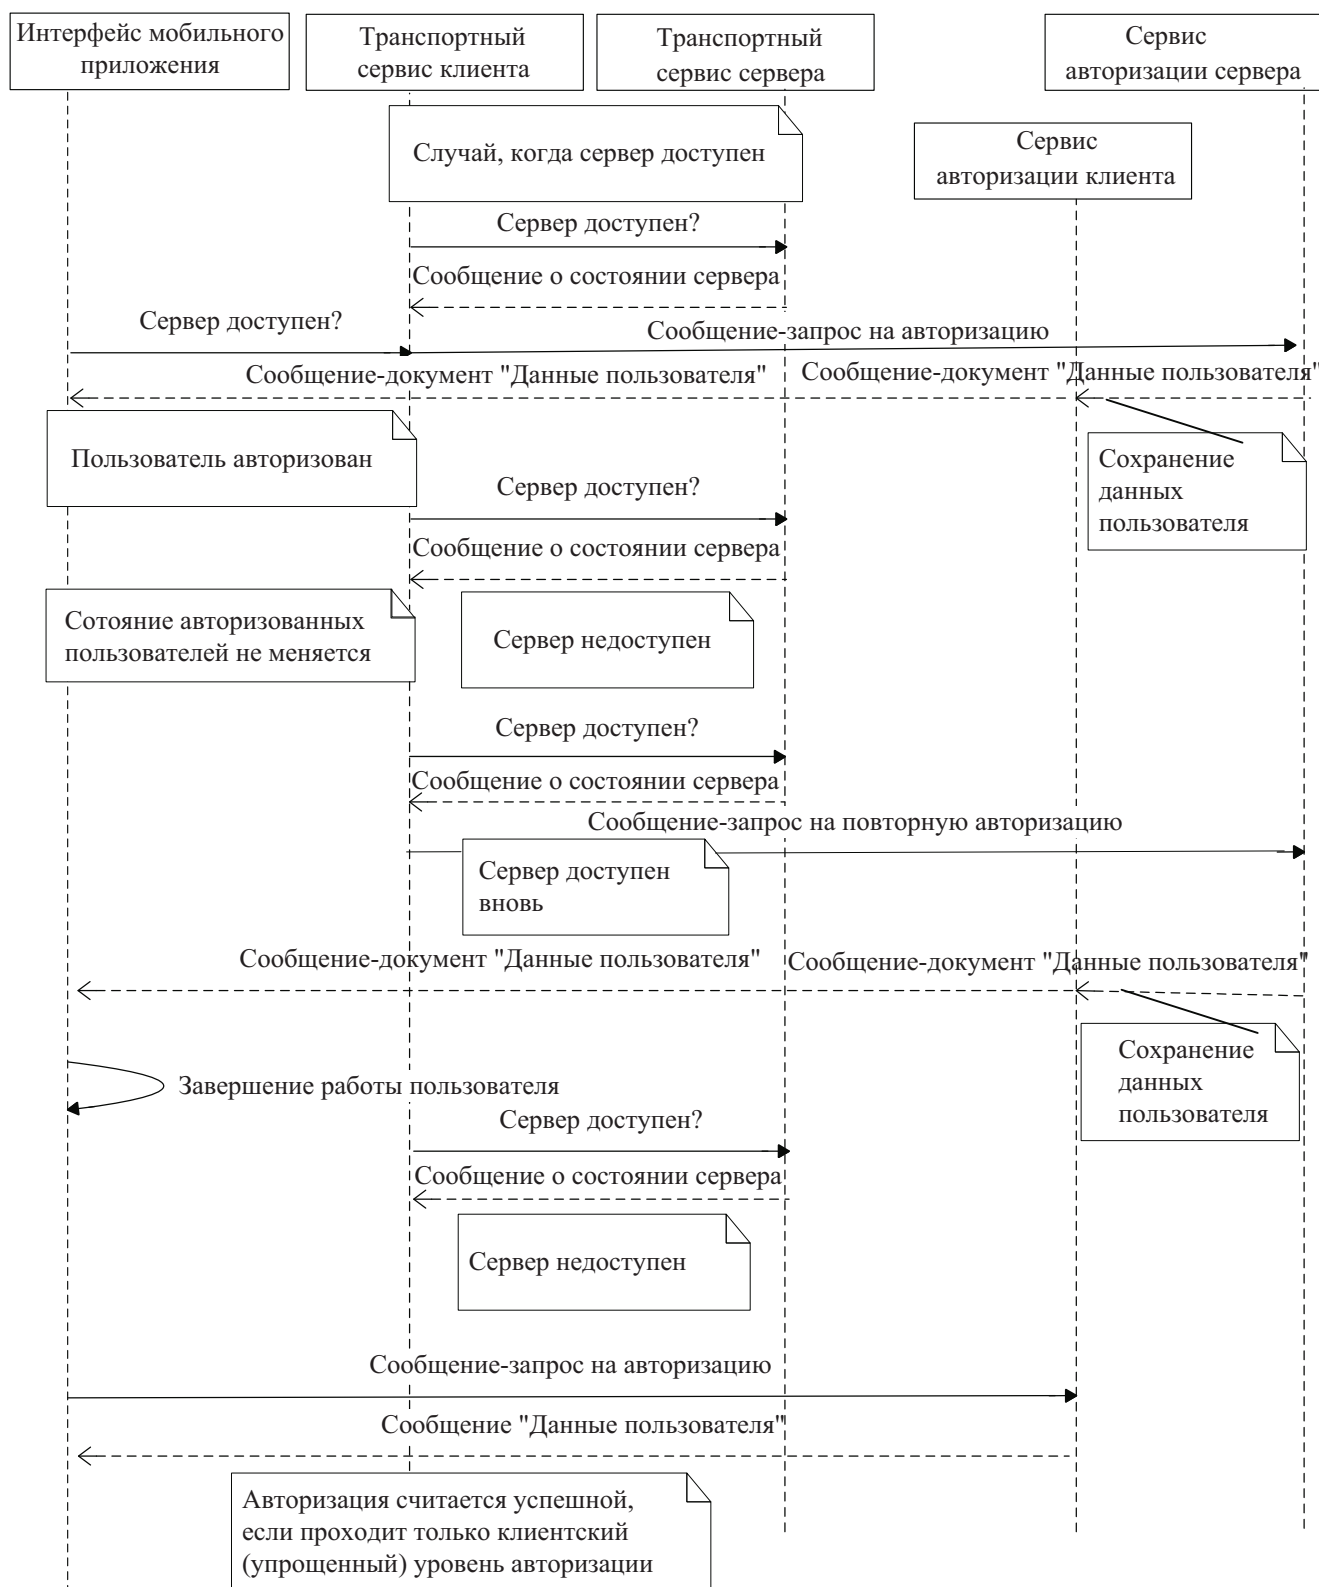 Интерфейс мобильного
приложения
Транспортный
сервис клиента
Транспортный
сервис сервера
Сервис
авторизации сервера
Случай, когда сервер доступен
Сервис
авторизации клиента
Сервер доступен?
Сообщение о состоянии сервера
Сервер доступен?
Сообщение-запрос на авторизацию
Сообщение-документ "Данные пользователя"
Сообщение-документ "Данные пользователя"
Пользователь авторизован
Сохранение
данных
пользователя
Сервер доступен?
Сообщение о состоянии сервера
Сотояние авторизованных
пользователей не меняется
Сервер недоступен
Сервер доступен?
Сообщение о состоянии сервера
Сообщение-запрос на повторную авторизацию
Сервер доступен
вновь
Сообщение-документ "Данные пользователя"
Сообщение-документ "Данные пользователя"
Сохранение
данных
пользователя
Завершение работы пользователя
Сервер доступен?
Сообщение о состоянии сервера
Сервер недоступен
Сообщение-запрос на авторизацию
Сообщение "Данные пользователя"
Авторизация считается успешной,
если проходит только клиентский
(упрощенный) уровень авторизации